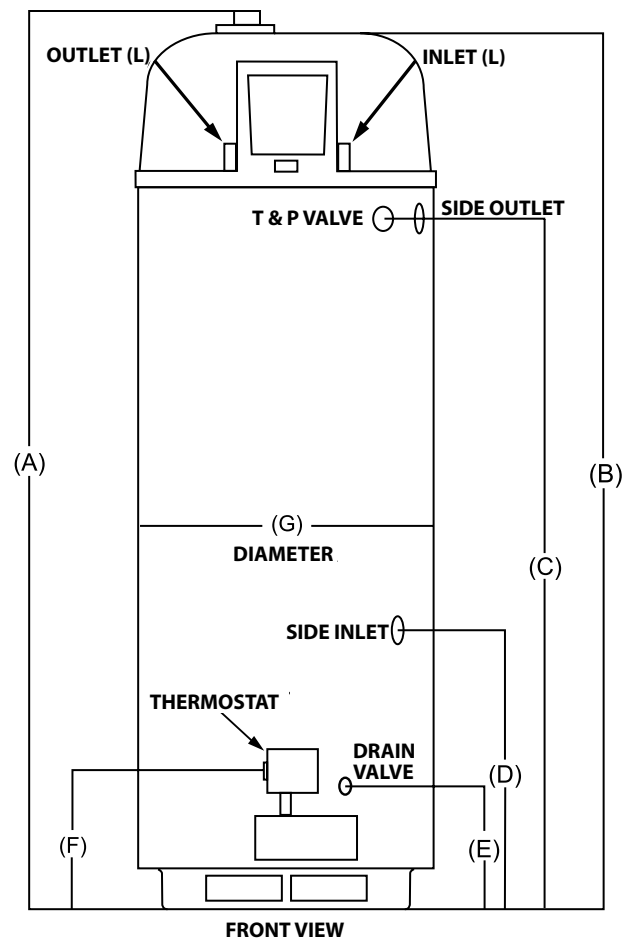 OUTLET (L)
INLET (L)
T & P VALVE
SIDE OUTLET
(A)
(B)
(G)
DIAMETER
(C)
SIDE INLET
THERMOSTAT
DRAIN
VALVE
(D)
(F)
(E)
FRONT VIEW